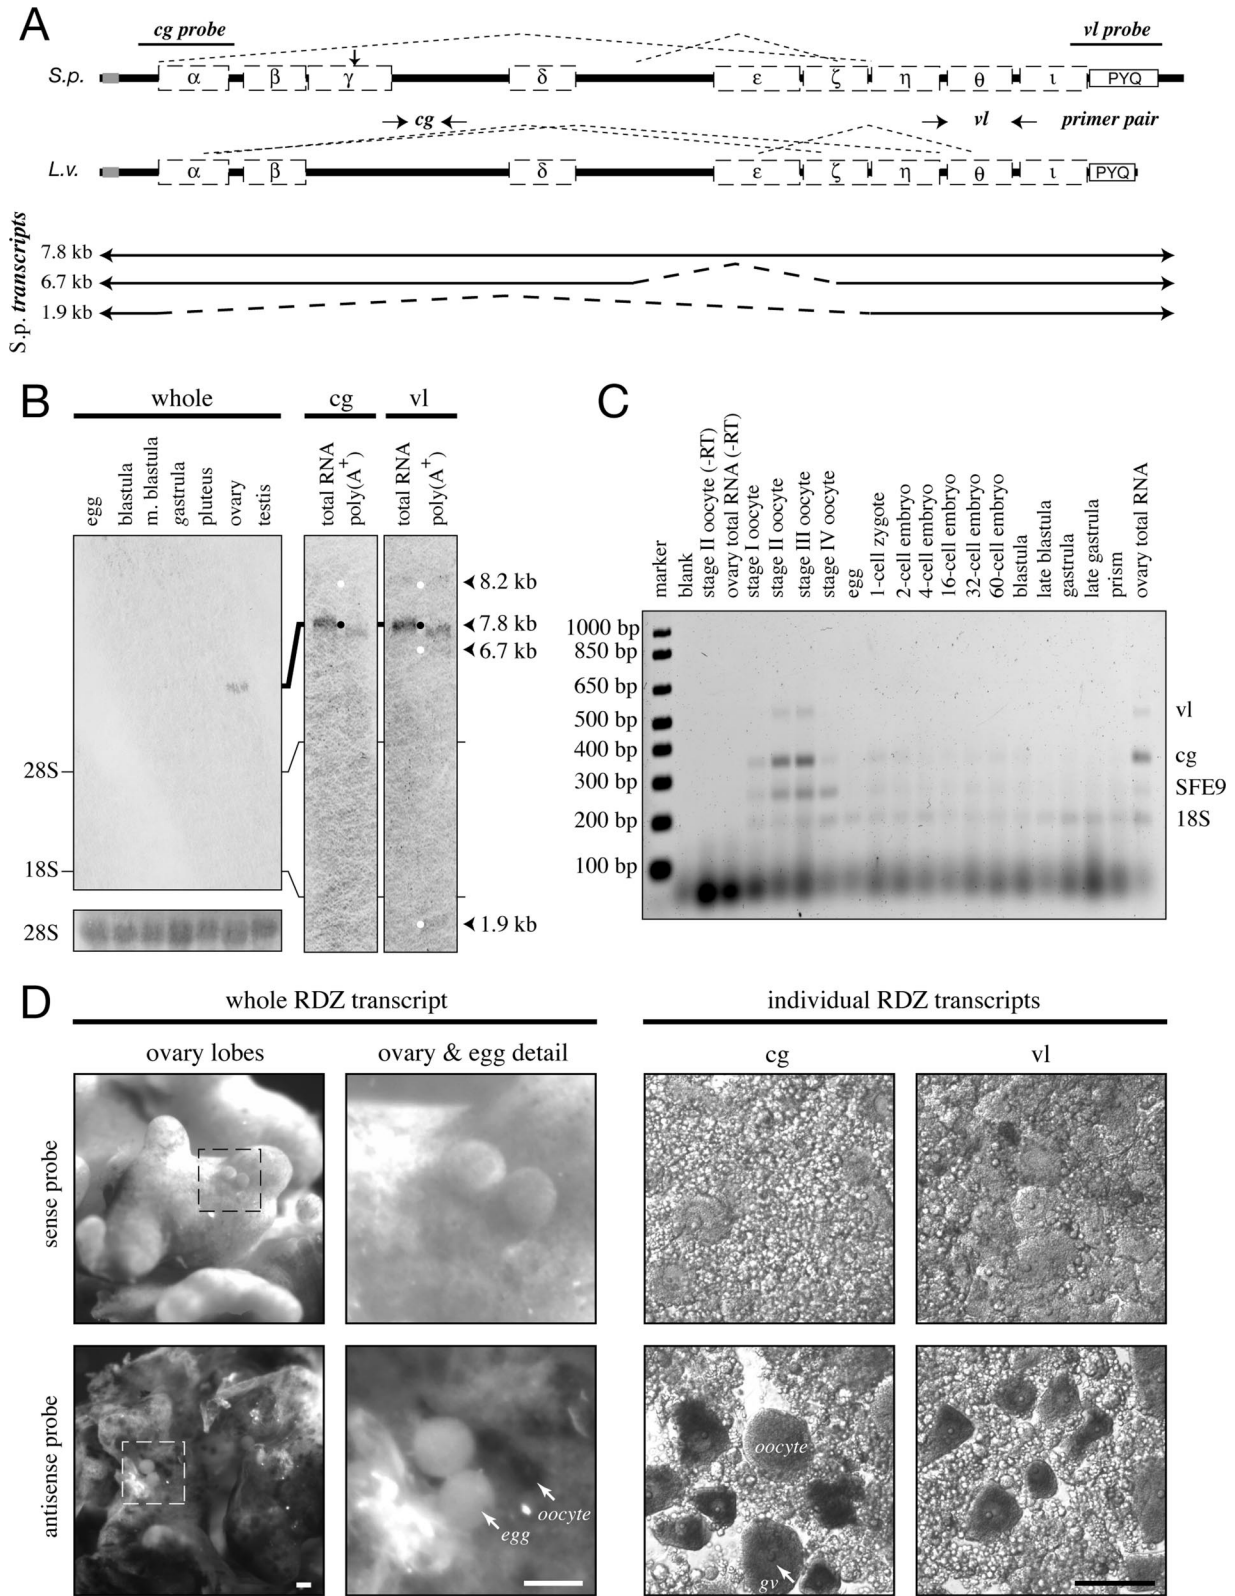 A
cg probe
vl probe
S.p.
α β γ δ ε ζ η θ ι PYQ
cg vl primer pair
L.v.
α β δ ε ζ η θ ι PYQ
S.p. transcripts
7.8 kb
6.7 kb
1.9 kb
B
whole cg vl
egg
blastula
m. blastula
gastrula
pluteus
ovary
testis
total RNA
poly(A+)
total RNA
poly(A+)
8.2 kb
7.8 kb
6.7 kb
28S
18S
1.9 kb
28S
C
marker
blank
stage II oocyte (-RT)
ovary total RNA (-RT)
stage I oocyte
stage II oocyte
stage III oocyte
stage IV oocyte
egg
1-cell zygote
2-cell embryo
4-cell embryo
16-cell embryo
32-cell embryo
60-cell embryo
blastula
late blastula
gastrula
late gastrula
prism
ovary total RNA
1000 bp
850 bp
650 bp
500 bp
400 bp
300 bp
200 bp
100 bp
vl
cg
SFE9
18S
D
whole RDZ transcript
individual RDZ transcripts
ovary lobes
ovary & egg detail
cg
vl
sense probe
antisense probe
oocyte
egg
oocyte
gv